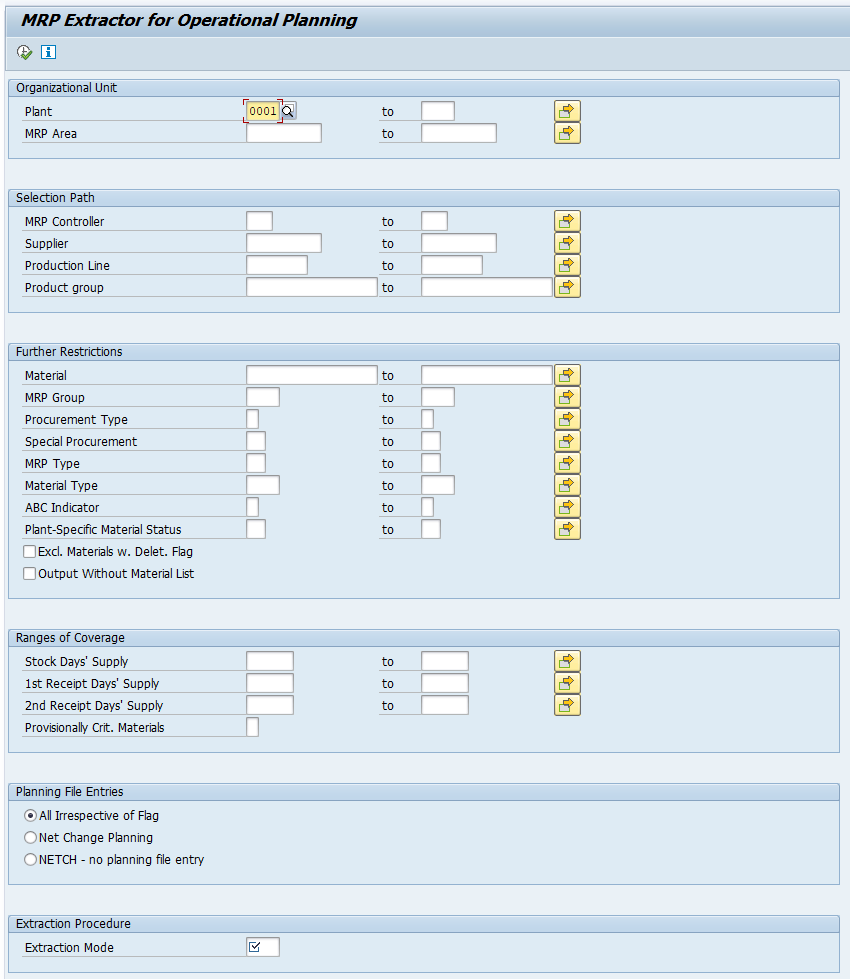 MRP Extractor for Operational Planning
Organizational Unit
Plant 0001 to
MRP Area to
Selection Path
MRP Controller to
Supplier to
Production Line to
Product group to
Further Restrictions
Material to
MRP Group to
Procurement Type to
Special Procurement to
MRP Type to
Material Type to
ABC Indicator to
Plant-Specific Material Status to
Excl. Materials w. Delet. Flag
Output Without Material List
Ranges of Coverage
Stock Days' Supply to
1st Receipt Days' Supply to
2nd Receipt Days' Supply to
Provisionally Crit. Materials
Planning File Entries
All Irrespective of Flag
Net Change Planning
NETCH - no planning file entry
Extraction Procedure
Extraction Mode